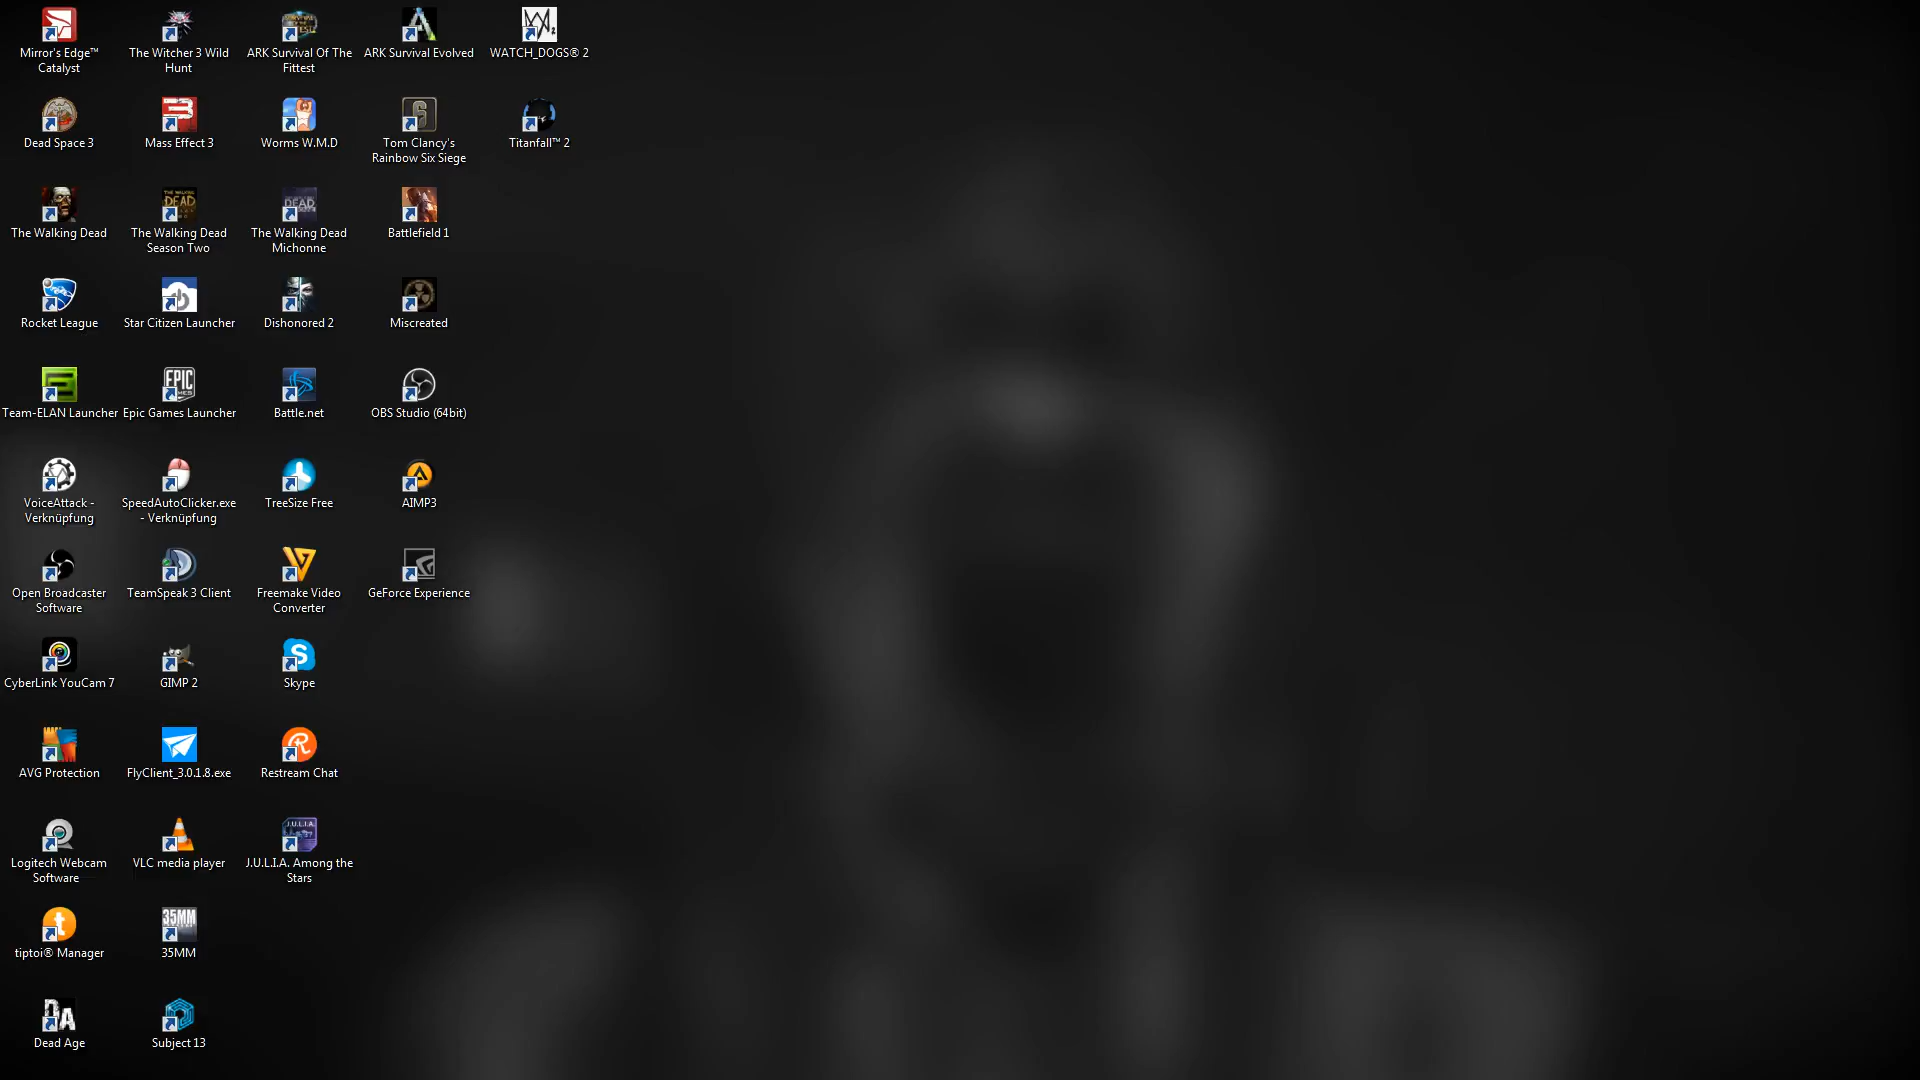 Mirror's Edge™
Catalyst
The Witcher 3 Wild
Hunt
ARK Survival Of The
Fittest
ARK Survival Evolved
WATCH_DOGS® 2
Dead Space 3
Mass Effect 3
Worms W.M.D
Tom Clancy's
Rainbow Six Siege
Titanfall™ 2
The Walking Dead
The Walking Dead
Season Two
The Walking Dead
Michonne
Battlefield 1
Rocket League
Star Citizen Launcher
Dishonored 2
Miscreated
Team-ELAN Launcher
Epic Games Launcher
Battle.net
OBS Studio (64bit)
VoiceAttack -
Verknüpfung
SpeedAutoClicker.exe
- Verknüpfung
TreeSize Free
AIMP3
Open Broadcaster
Software
TeamSpeak 3 Client
Freemake Video
Converter
GeForce Experience
CyberLink YouCam 7
GIMP 2
Skype
AVG Protection
FlyClient_3.0.1.8.exe
Restream Chat
Logitech Webcam
Software
VLC media player
J.U.L.I.A. Among the
Stars
tiptoi® Manager
35MM
Dead Age
Subject 13